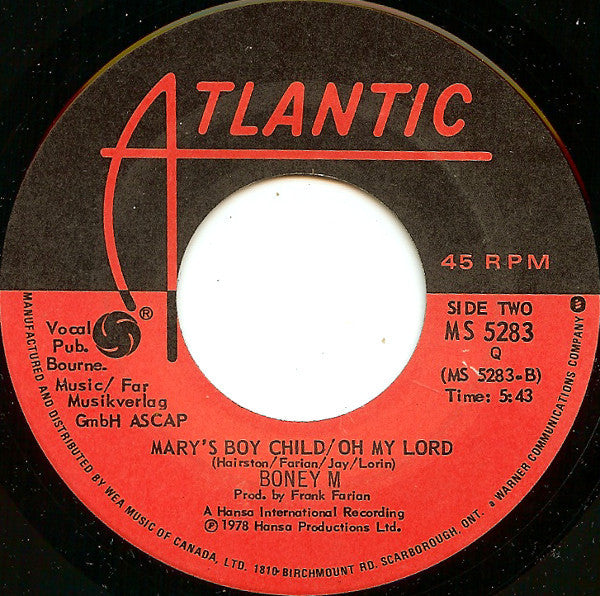 ATLANTIC
®
45 RPM
SIDE TWO
MS 5283
Q
(MS 5283-B)
Time: 5:43
Vocal
Pub.
Bourne-
Music/ Far
Musikverlag
GmbH ASCAP
MARY'S BOY CHILD/OH MY LORD
(Hairston/Farian/Jay/Lorin)
BONEY M
Prod. by Frank Farian
A Hansa International Recording
℗ 1978 Hansa Productions Ltd.
MANUFACTURED AND DISTRIBUTED BY WEA MUSIC OF CANADA, LTD. 1810 BIRCHMOUNT RD. SCARBOROUGH, ONT. a WARNER COMMUNICATIONS COMPANY